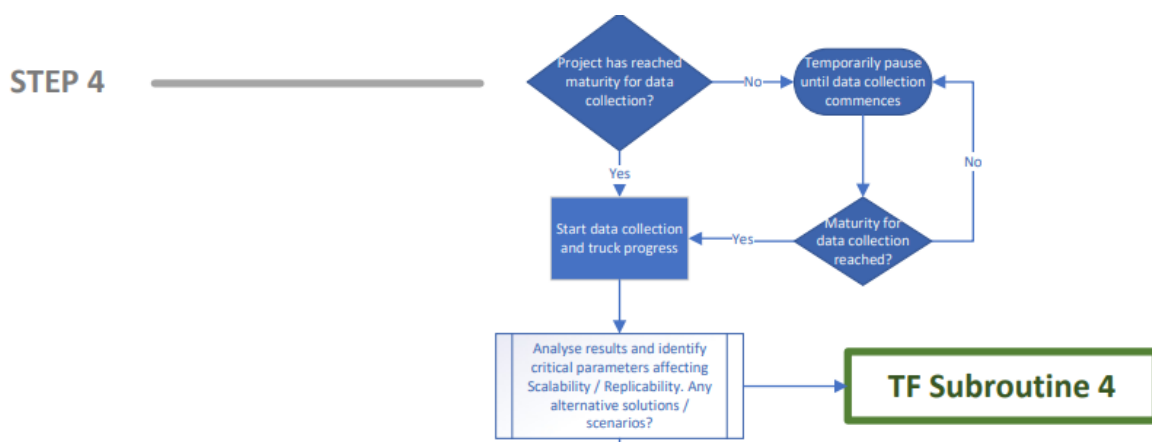 STEP 4
Project has reached
maturity for data
collection?
No
Temporarily pause
until data collection
commences
No
Yes
Start data collection
and truck progress
Yes
Maturity for
data collection
reached?
Analyse results and identify
critical parameters affecting
Scalability / Replicability. Any
alternative solutions /
scenarios?
TF Subroutine 4